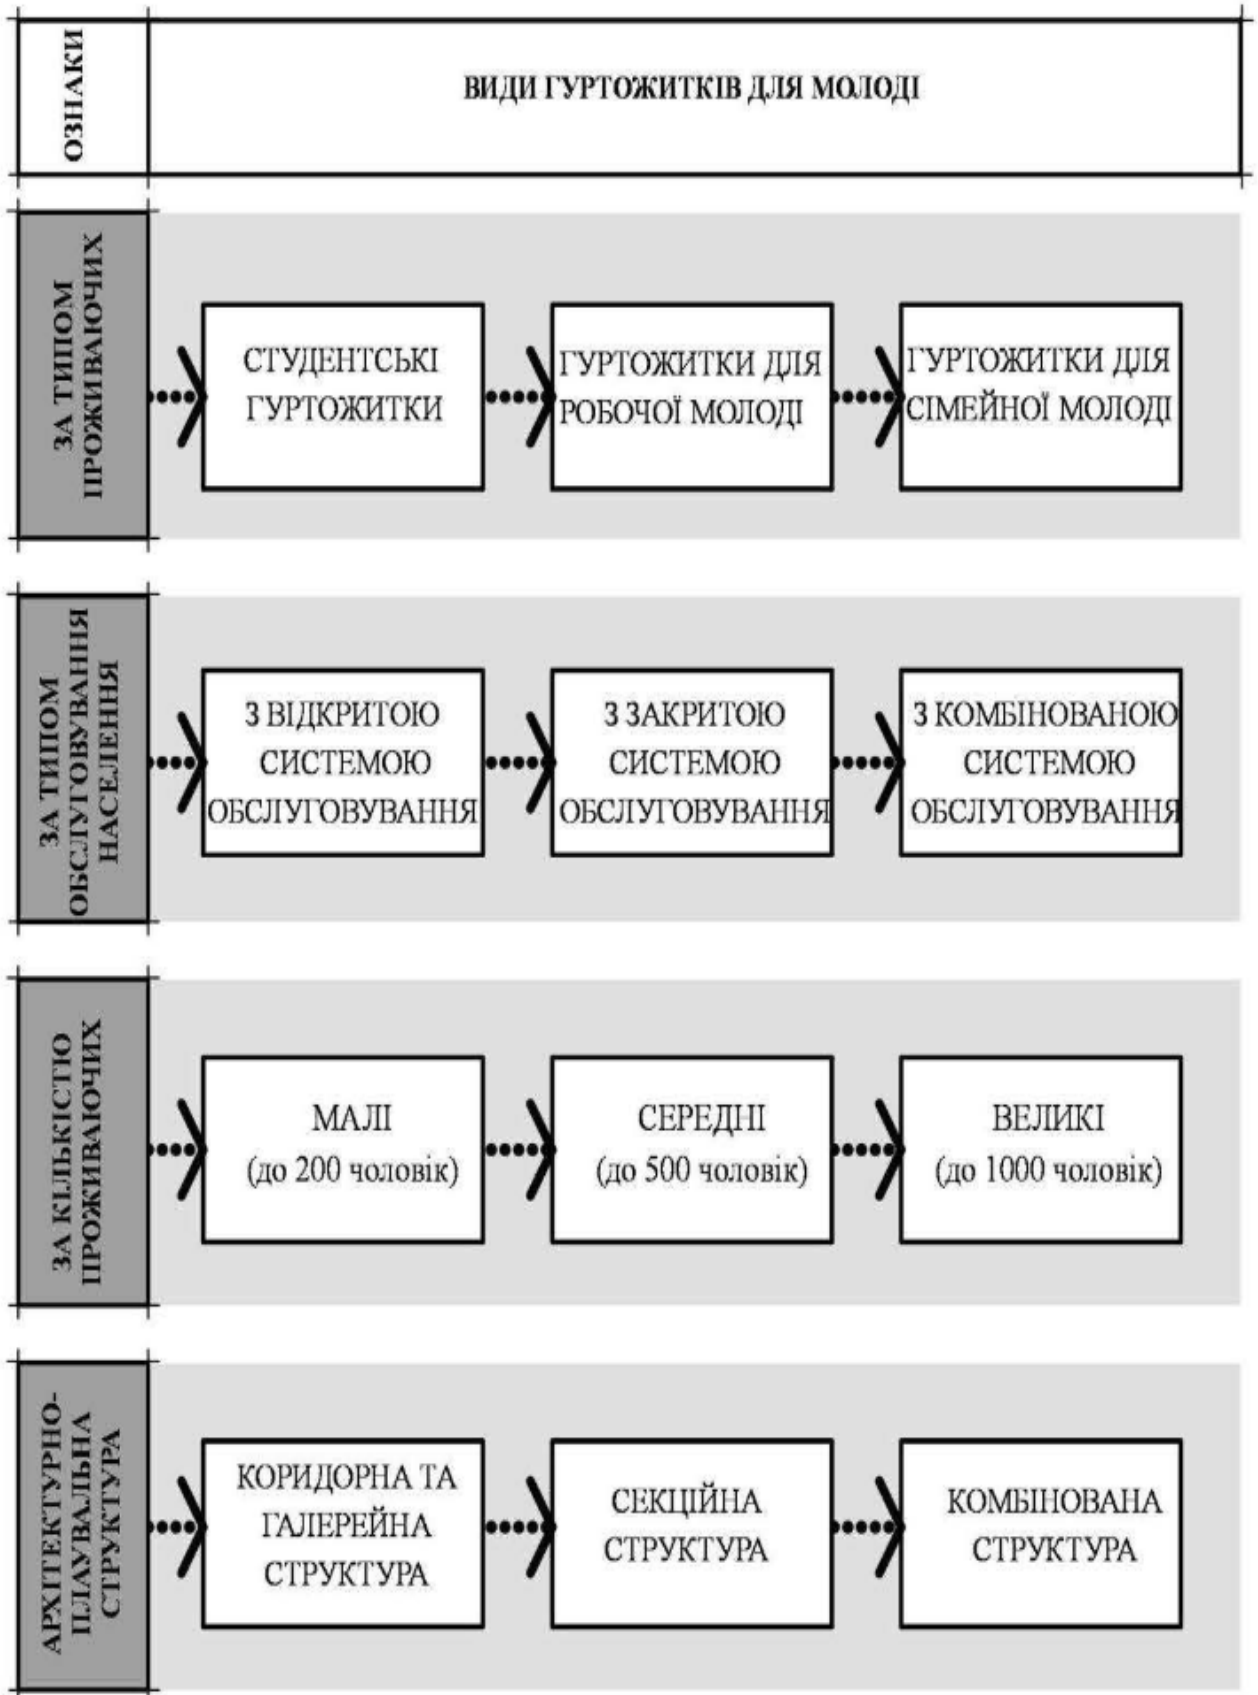 ОЗНАКИ
ВИДИ ГУРТОЖИТКІВ ДЛЯ МОЛОДІ
ЗА ТИПОМ
ПРОЖИВАЮЧИХ
СТУДЕНТСЬКІ
ГУРТОЖИТКИ
ГУРТОЖИТКИ ДЛЯ
РОБОЧОЇ МОЛОДІ
ГУРТОЖИТКИ ДЛЯ
СІМЕЙНОЇ МОЛОДІ
ЗА ТИПОМ
ОБСЛУГОВУВАННЯ
НАСЕЛЕННЯ
З ВІДКРИТОЮ
СИСТЕМОЮ
ОБСЛУГОВУВАННЯ
З ЗАКРИТОЮ
СИСТЕМОЮ
ОБСЛУГОВУВАННЯ
З КОМБІНОВАНОЮ
СИСТЕМОЮ
ОБСЛУГОВУВАННЯ
ЗА КІЛЬКІСТЮ
ПРОЖИВАЮЧИХ
МАЛІ
(до 200 чоловік)
СЕРЕДНІ
(до 500 чоловік)
ВЕЛИКІ
(до 1000 чоловік)
АРХІТЕКТУРНО-
ПЛАУВАЛЬНА
СТРУКТУРА
КОРИДОРНА ТА
ГАЛЕРЕЙНА
СТРУКТУРА
СЕКЦІЙНА
СТРУКТУРА
КОМБІНОВАНА
СТРУКТУРА